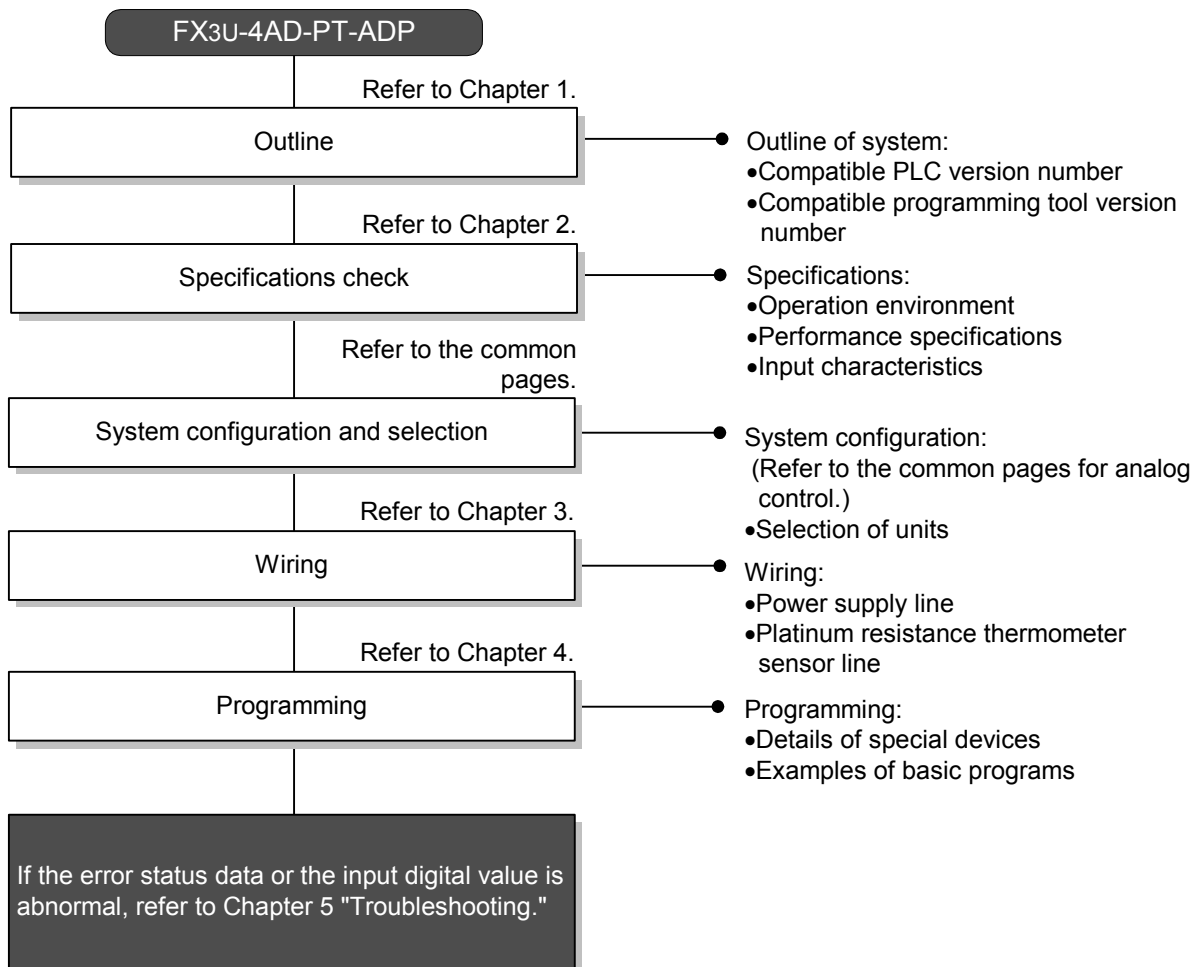 FX3U-4AD-PT-ADP
Refer to Chapter 1.
Outline
Outline of system:
•Compatible PLC version number
•Compatible programming tool version
number
Refer to Chapter 2.
Specifications check
Specifications:
•Operation environment
•Performance specifications
•Input characteristics
Refer to the common
pages.
System configuration and selection
System configuration:
(Refer to the common pages for analog
control.)
•Selection of units
Refer to Chapter 3.
Wiring
Wiring:
•Power supply line
•Platinum resistance thermometer
sensor line
Refer to Chapter 4.
Programming
Programming:
•Details of special devices
•Examples of basic programs
If the error status data or the input digital value is
abnormal, refer to Chapter 5 "Troubleshooting."